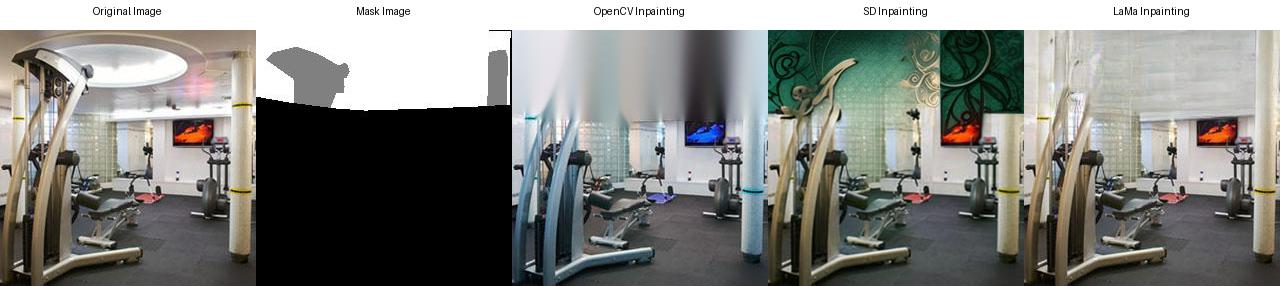 Original Image
Mask Image
OpenCV Inpainting
SD Inpainting
LaMa Inpainting